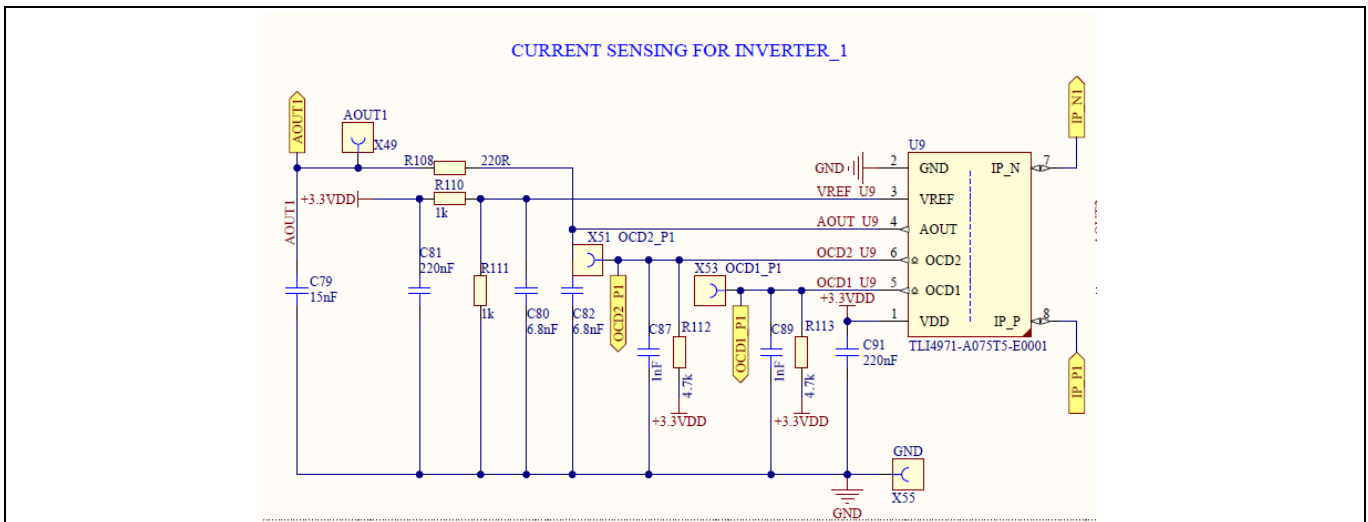 CURRENT SENSING FOR INVERTER_1
AOUT1
AOUT1
X49
R108 220R
R110
1k
+3.3VDD
AOUT1
C79
15nF
C81
220nF
R111
1k
C80
6.8nF
C82
6.8nF
X51 OCD2_P1
OCD2_P1
C87
1nF
R112
4.7k
+3.3VDD
X53 OCD1_P1
OCD1_P1
C89
1nF
R113
4.7k
+3.3VDD
+3.3VDD
C91
220nF
GND
VREF_U9
AOUT_U9
OCD2_U9
OCD1_U9
U9
2 GND IP_N 7
3 VREF
4 AOUT
6 OCD2
5 OCD1
1 VDD IP_P 8
TLI4971-A075T5-E0001
IP_N1
IP_P1
GND
X55
GND